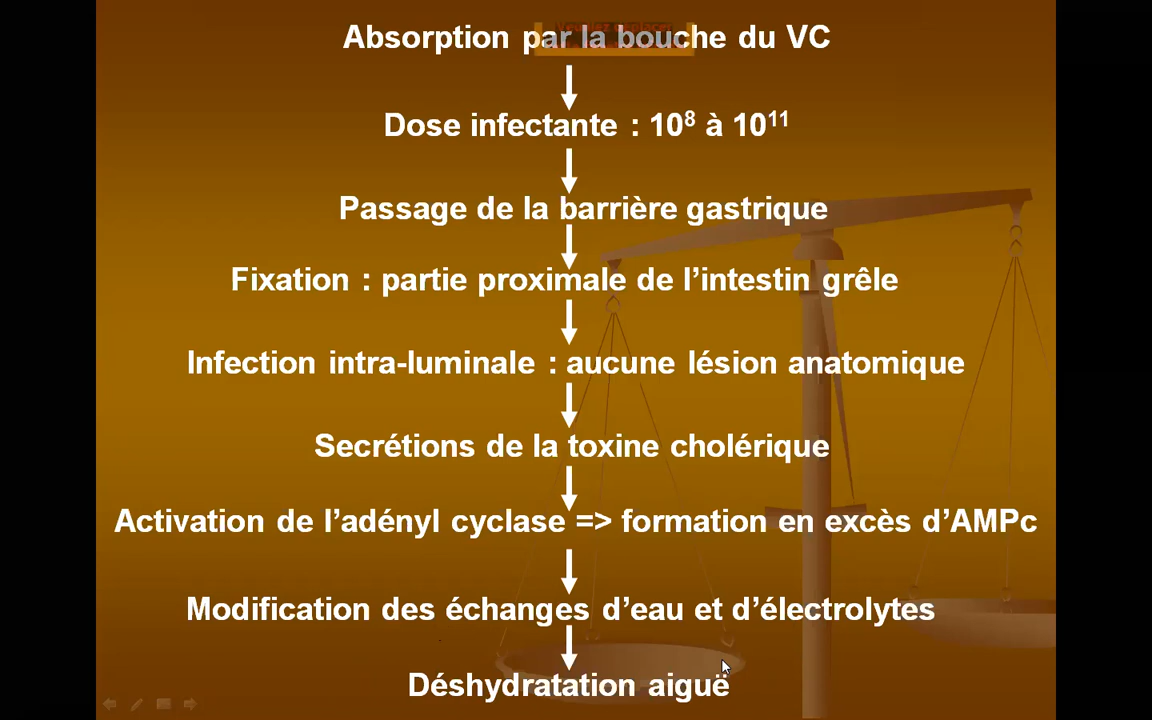 Absorption par la bouche du VC
Dose infectante : 10⁸ à 10¹¹
Passage de la barrière gastrique
Fixation : partie proximale de l’intestin grêle
Infection intra-luminale : aucune lésion anatomique
Secrétions de la toxine cholérique
Activation de l’adényl cyclase => formation en excès d’AMPc
Modification des échanges d’eau et d’électrolytes
Déshydratation aiguë